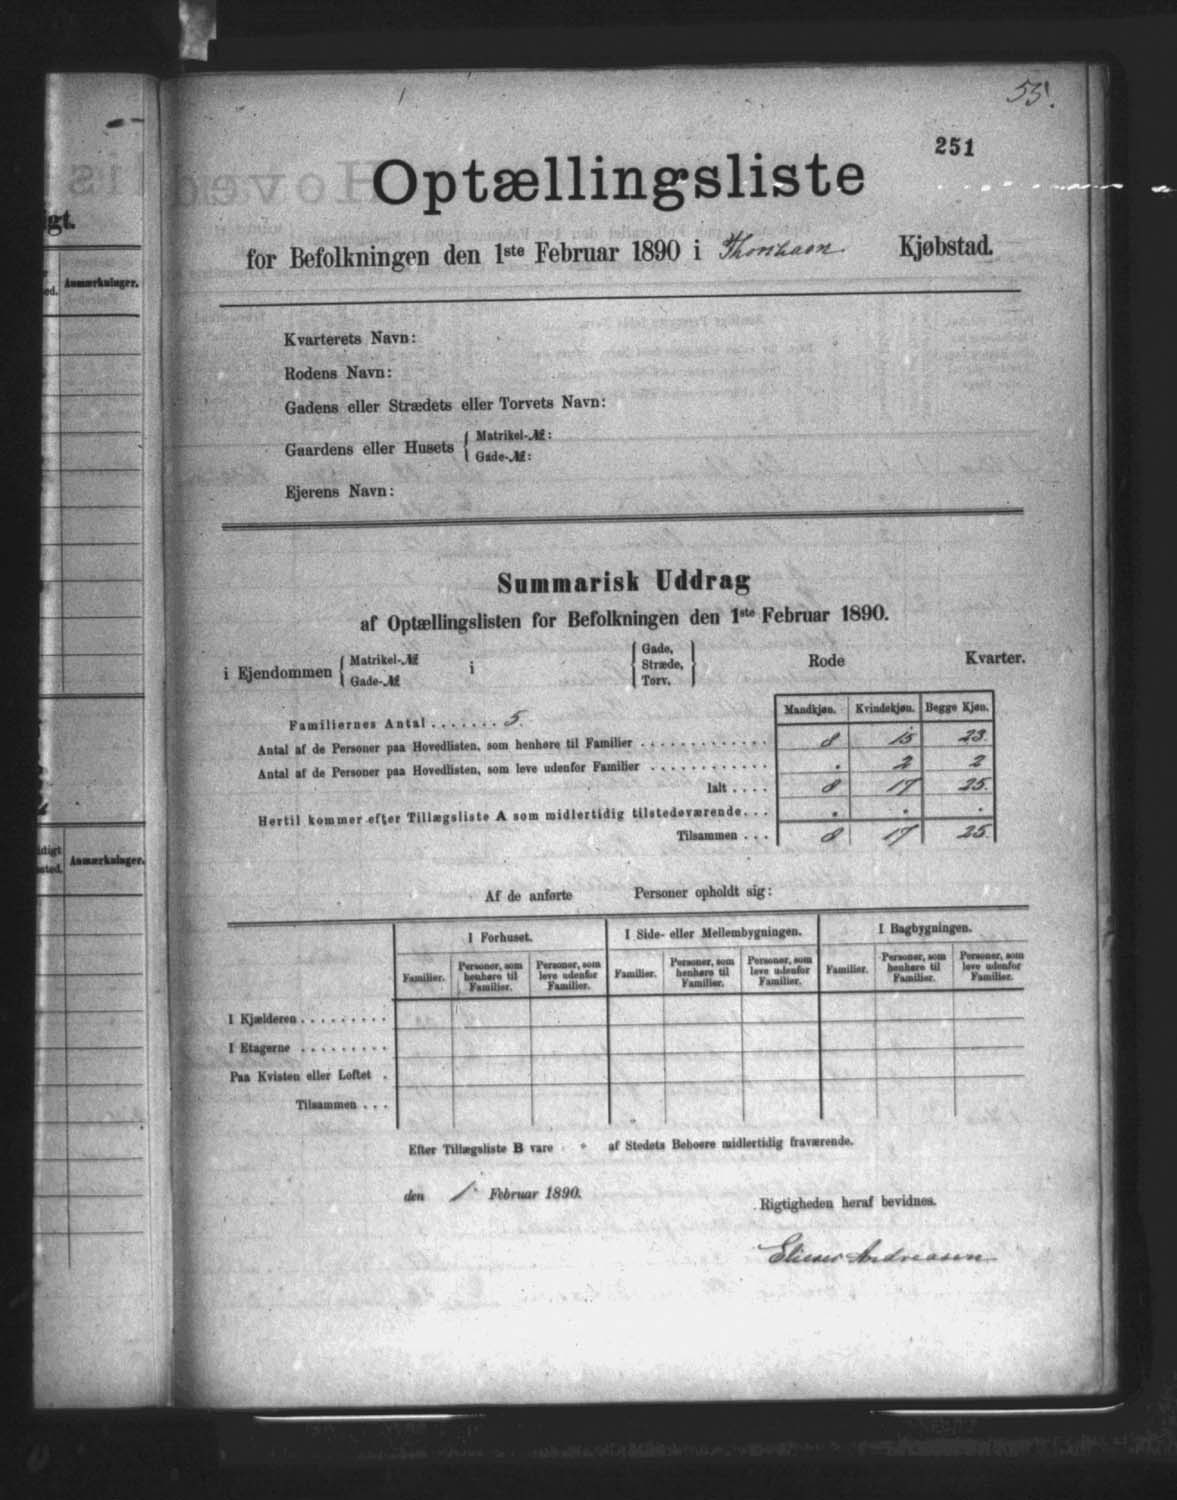 55.
251
Optællingsliste
for Befolkningen den 1ste Februar 1890 i Thorshavn Kjøbstad.
Kvarterets Navn:
Rodens Navn:
Gadens eller Strædets eller Torvets Navn:
Gaardens eller Husets { Matrikel-№:
Gade-№:
Ejerens Navn:
Summarisk Uddrag
af Optællingslisten for Befolkningen den 1ste Februar 1890.
i Ejendommen { Matrikel-№ Gade-№ i { Gade, Stræde, Torv. } Rode Kvarter.
Mandkjøn. Kvindekjøn. Begge Kjøn.
Familiernes Antal . . . . . . . 5.
Antal af de Personer paa Hovedlisten, som henhøre til Familier . . . . . . . . . . . . . 8 15 23.
Antal af de Personer paa Hovedlisten, som leve udenfor Familier . . . . . . . . . . . . . . 2 2
Ialt . . . . 8 17 25.
Hertil kommer efter Tillægsliste A som midlertidig tilstedeværende. . . . . .
Tilsammen . . . 8 17 25.
Af de anførte Personer opholdt sig:
I Forhuset. I Side- eller Mellembygningen. I Bagbygningen.
Familier. Personer, som henhøre til Familier. Personer, som leve udenfor Familier. Familier. Personer, som henhøre til Familier. Personer, som leve udenfor Familier. Familier. Personer, som henhøre til Familier. Personer, som leve udenfor Familier.
I Kjælderen . . . . . . . . .
I Etagerne . . . . . . . . .
Paa Kvisten eller Loftet .
Tilsammen . . .
Efter Tillægsliste B vare af Stedets Beboere midlertidig fraværende.
den 1. Februar 1890.
Rigtigheden heraf bevidnes.
Elieser Andreasen
igt.
Anmærkninger.
ed.
Anmærkninger.